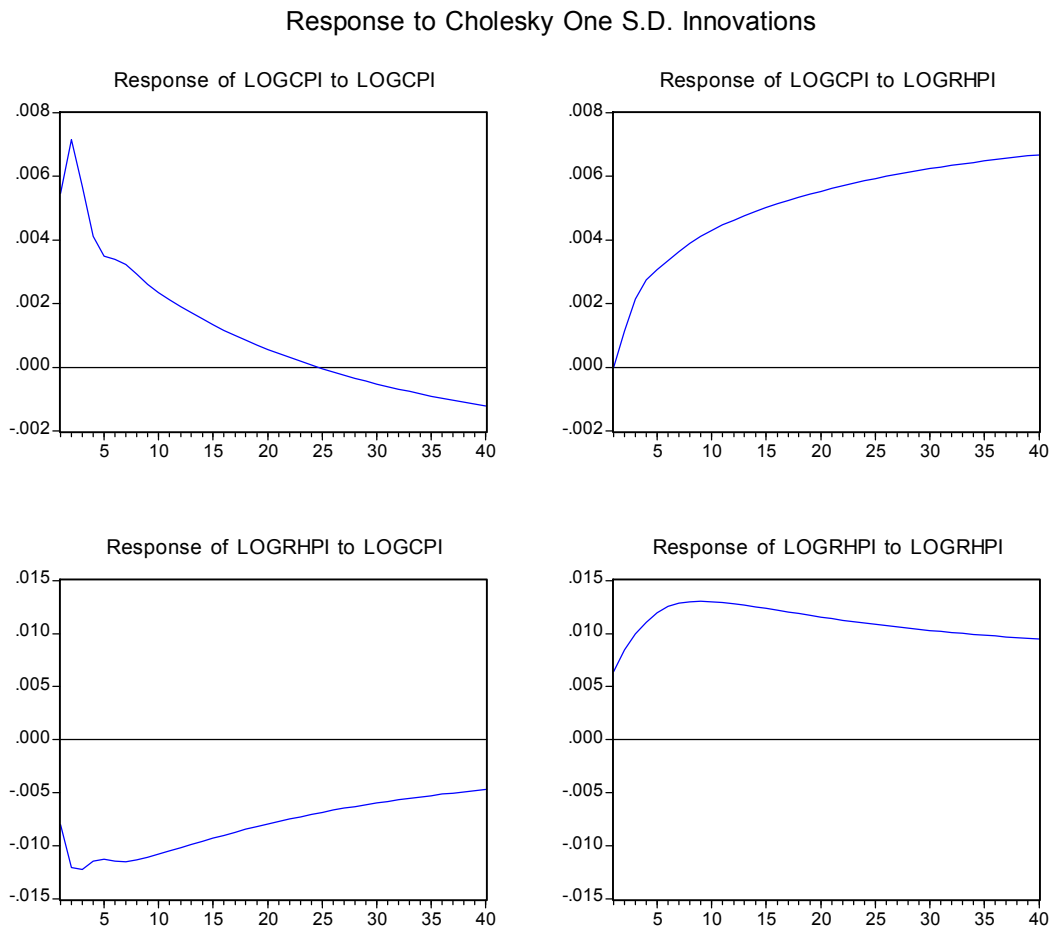 Response to Cholesky One S.D. Innovations
Response of LOGCPI to LOGCPI
.008
.006
.004
.002
.000
-.002
5 10 15 20 25 30 35 40
Response of LOGCPI to LOGRHPI
.008
.006
.004
.002
.000
-.002
5 10 15 20 25 30 35 40
Response of LOGRHPI to LOGCPI
.015
.010
.005
.000
-.005
-.010
-.015
5 10 15 20 25 30 35 40
Response of LOGRHPI to LOGRHPI
.015
.010
.005
.000
-.005
-.010
-.015
5 10 15 20 25 30 35 40